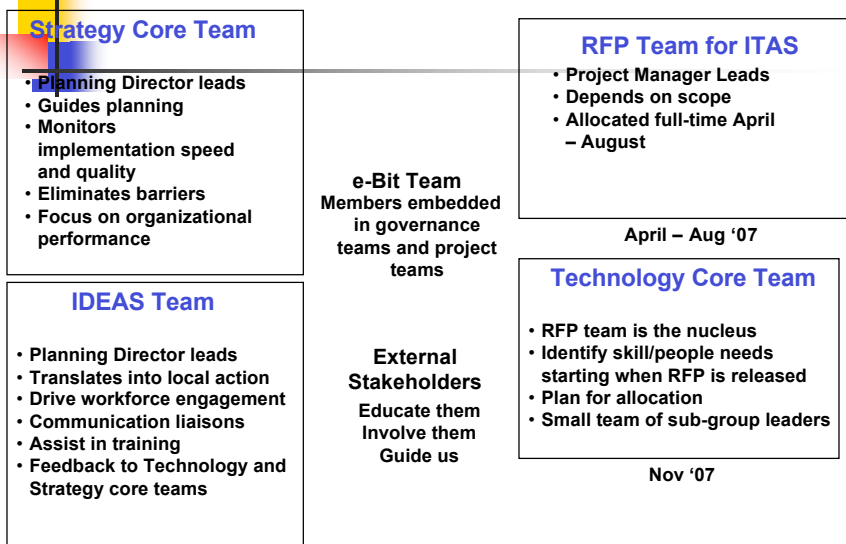 Strategy Core Team
• Planning Director leads
• Guides planning
• Monitors
implementation speed
and quality
• Eliminates barriers
• Focus on organizational
performance
IDEAS Team
• Planning Director leads
• Translates into local action
• Drive workforce engagement
• Communication liaisons
• Assist in training
• Feedback to Technology and
Strategy core teams
e-Bit Team
Members embedded
in governance
teams and project
teams
External
Stakeholders
Educate them
Involve them
Guide us
RFP Team for ITAS
• Project Manager Leads
• Depends on scope
• Allocated full-time April
– August
April – Aug ‘07
Technology Core Team
• RFP team is the nucleus
• Identify skill/people needs
starting when RFP is released
• Plan for allocation
• Small team of sub-group leaders
Nov ‘07